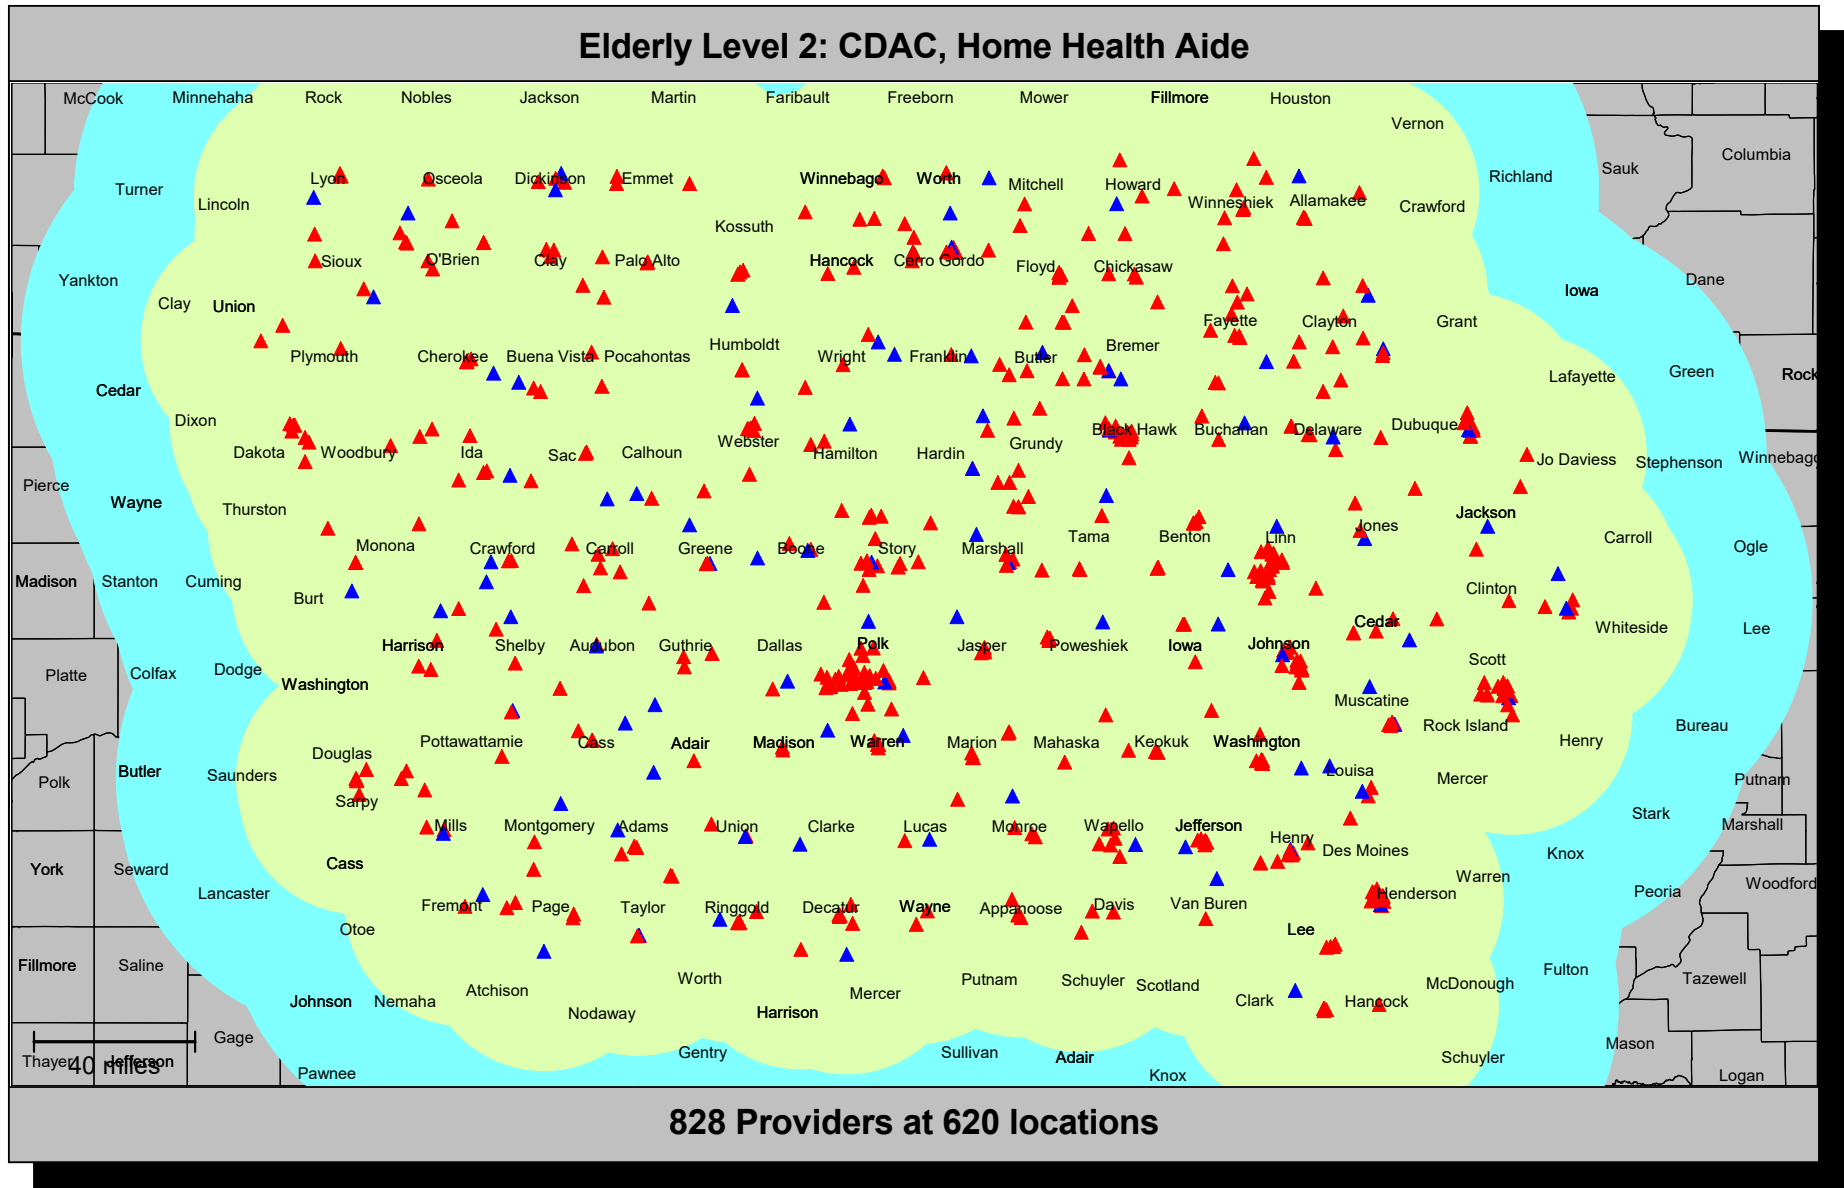 Elderly Level 2: CDAC, Home Health Aide
McCook Minnehaha Rock Nobles Jackson Martin Faribault Freeborn Mower Fillmore Houston
Vernon
Columbia
Sauk
Turner Lyon Osceola Dickinson Emmet Winnebago Worth Mitchell Howard Richland
Lincoln Kossuth Winneshiek Allamakee Crawford
Sioux O'Brien Clay Palo Alto Hancock Cerro Gordo Floyd Chickasaw
Yankton Dane
Clay Union Iowa
Fayette Clayton Grant
Plymouth Cherokee Buena Vista Pocahontas Humboldt Wright Franklin Butler Bremer
Cedar Lafayette Green Rock
Dixon Dubuque
Dakota Woodbury Ida Sac Calhoun Webster Hamilton Hardin Grundy Black Hawk Buchanan Delaware Jo Daviess Stephenson Winnebago
Pierce
Wayne Thurston Jackson
Monona Crawford Carroll Greene Boone Story Marshall Tama Benton Linn Jones Carroll Ogle
Madison Stanton Cuming Burt Clinton
Cedar Whiteside Lee
Harrison Shelby Audubon Guthrie Dallas Polk Jasper Poweshiek Iowa Johnson Scott
Platte Colfax Dodge Washington
Muscatine Rock Island Bureau
Douglas Pottawattamie Cass Adair Madison Warren Marion Mahaska Keokuk Washington Henry
Polk Butler Saunders Louisa Mercer Putnam
Sarpy Stark
Mills Montgomery Adams Union Clarke Lucas Monroe Wapello Jefferson Henry Marshall
York Seward Cass Des Moines Knox
Lancaster Warren Peoria Woodford
Fremont Page Taylor Ringgold Decatur Wayne Appanoose Davis Van Buren Henderson
Otoe Lee
Fillmore Saline Fulton
Johnson Nemaha Atchison Worth Mercer Putnam Schuyler Scotland McDonough Tazewell
Nodaway Harrison Clark Hancock
Gage Mason
Thayer Jefferson Gentry Sullivan Adair Schuyler
40 miles
Pawnee Knox Logan
828 Providers at 620 locations